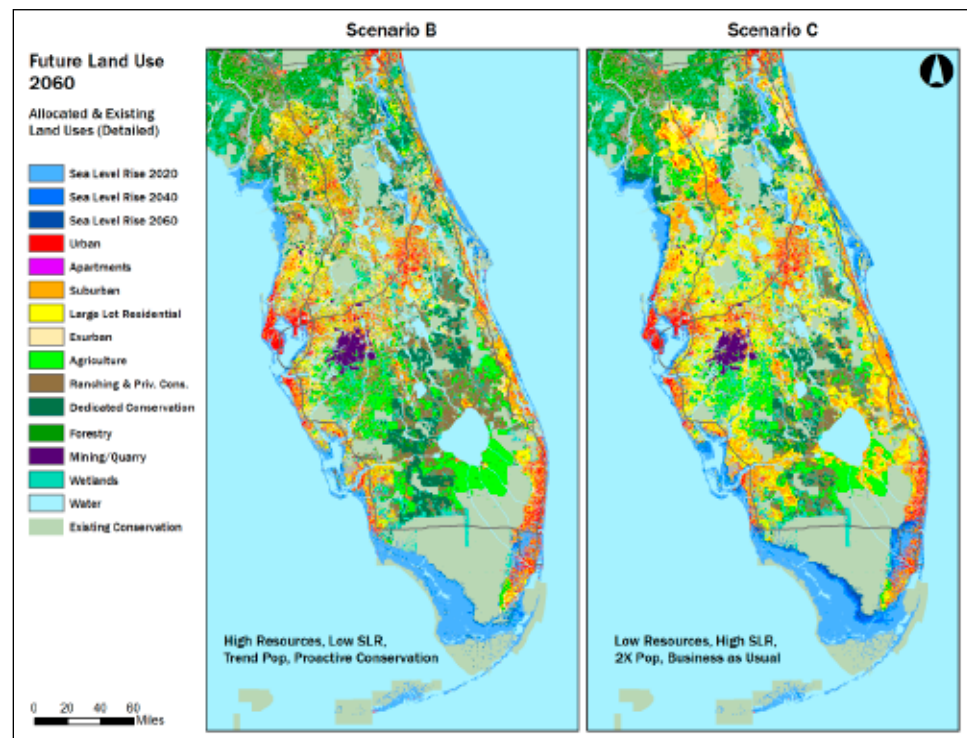 Scenario B
Scenario C
Future Land Use
2060
Allocated & Existing
Land Uses (Detailed)
Sea Level Rise 2020
Sea Level Rise 2040
Sea Level Rise 2060
Urban
Apartments
Suburban
Large Lot Residential
Exurban
Agriculture
Ranching & Priv. Cons.
Dedicated Conservation
Forestry
Mining/Quarry
Wetlands
Water
Existing Conservation
High Resources, Low SLR,
Trend Pop, Proactive Conservation
Low Resources, High SLR,
2X Pop, Business as Usual
0 20 40 60
Miles